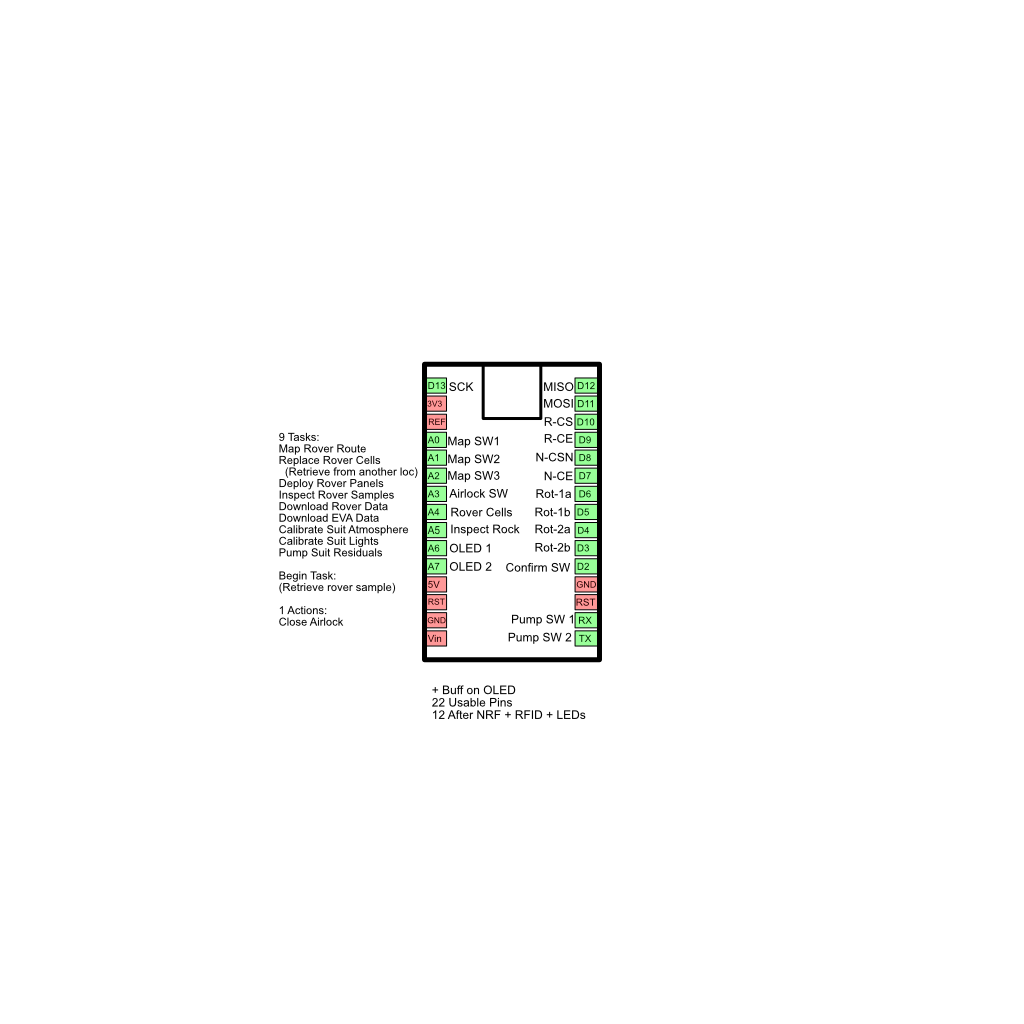 D13 SCK MISO D12
3V3 MOSI D11
REF R-CS D10
A0 Map SW1 R-CE D9
A1 Map SW2 N-CSN D8
A2 Map SW3 N-CE D7
A3 Airlock SW Rot-1a D6
A4 Rover Cells Rot-1b D5
A5 Inspect Rock Rot-2a D4
A6 OLED 1 Rot-2b D3
A7 OLED 2 Confirm SW D2
5V GND
RST RST
GND Pump SW 1 RX
Vin Pump SW 2 TX
9 Tasks:
Map Rover Route
Replace Rover Cells
(Retrieve from another loc)
Deploy Rover Panels
Inspect Rover Samples
Download Rover Data
Download EVA Data
Calibrate Suit Atmosphere
Calibrate Suit Lights
Pump Suit Residuals
Begin Task:
(Retrieve rover sample)
1 Actions:
Close Airlock
+ Buff on OLED
22 Usable Pins
12 After NRF + RFID + LEDs